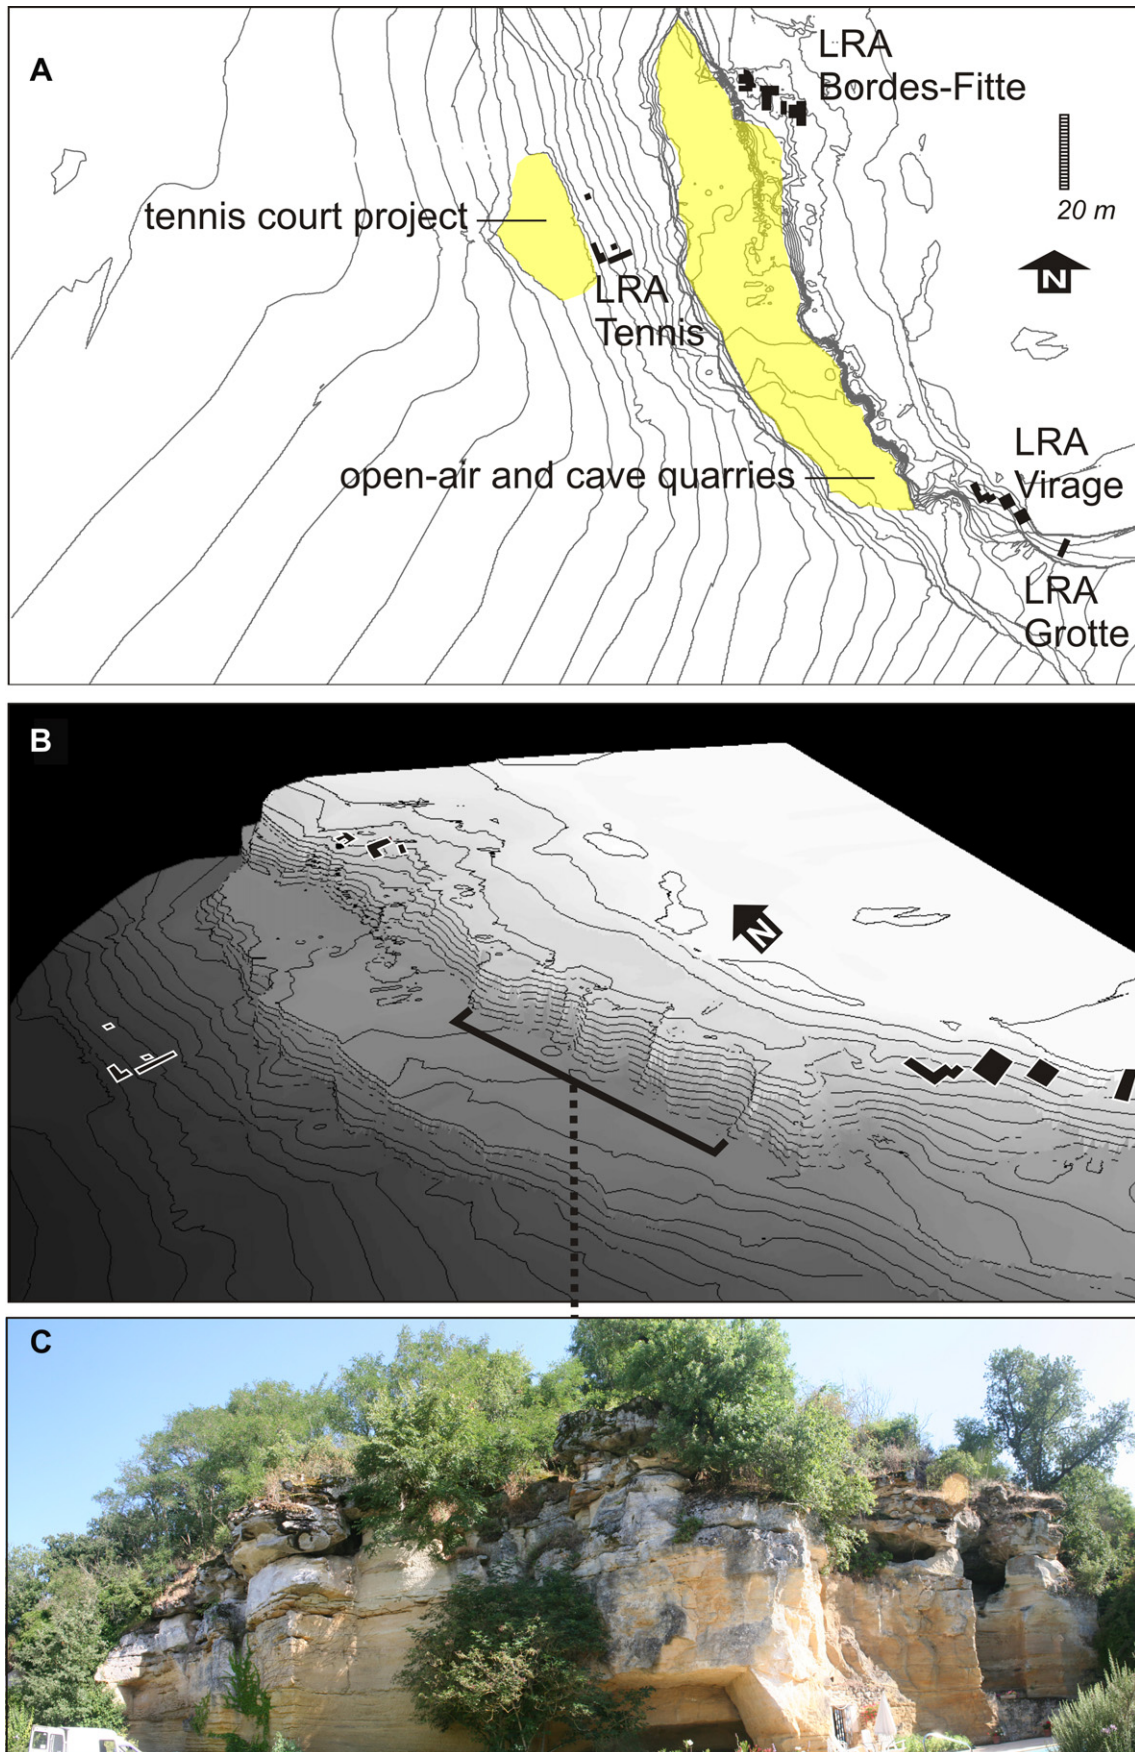 A
LRA
Bordes-Fitte
20 m
N
tennis court project
LRA
Tennis
open-air and cave quarries
LRA
Virage
LRA
Grotte
B
N
C